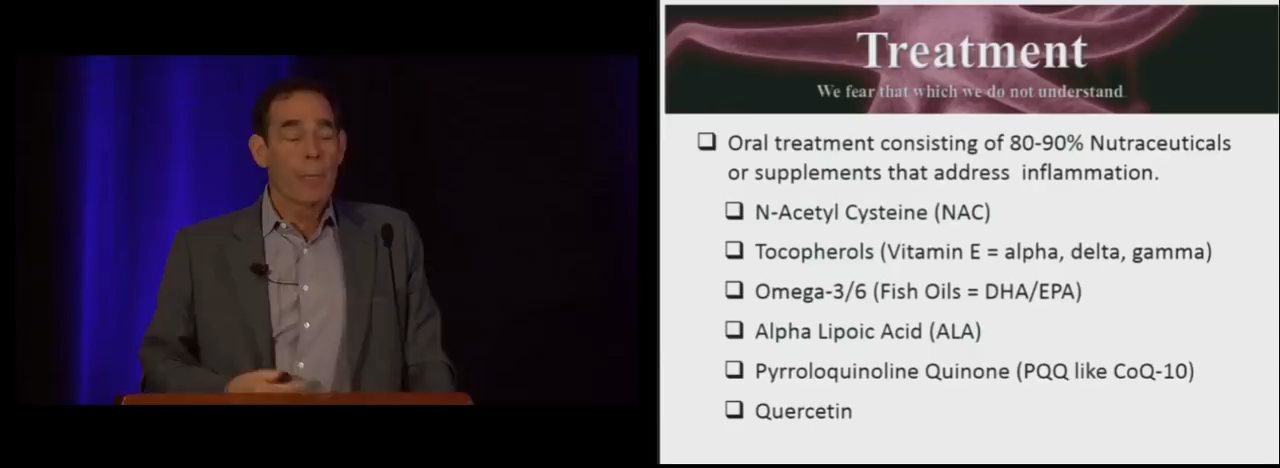 Treatment
We fear that which we do not understand
Oral treatment consisting of 80-90% Nutraceuticals
or supplements that address inflammation.
N-Acetyl Cysteine (NAC)
Tocopherols (Vitamin E = alpha, delta, gamma)
Omega-3/6 (Fish Oils = DHA/EPA)
Alpha Lipoic Acid (ALA)
Pyrroloquinoline Quinone (PQQ like CoQ-10)
Quercetin